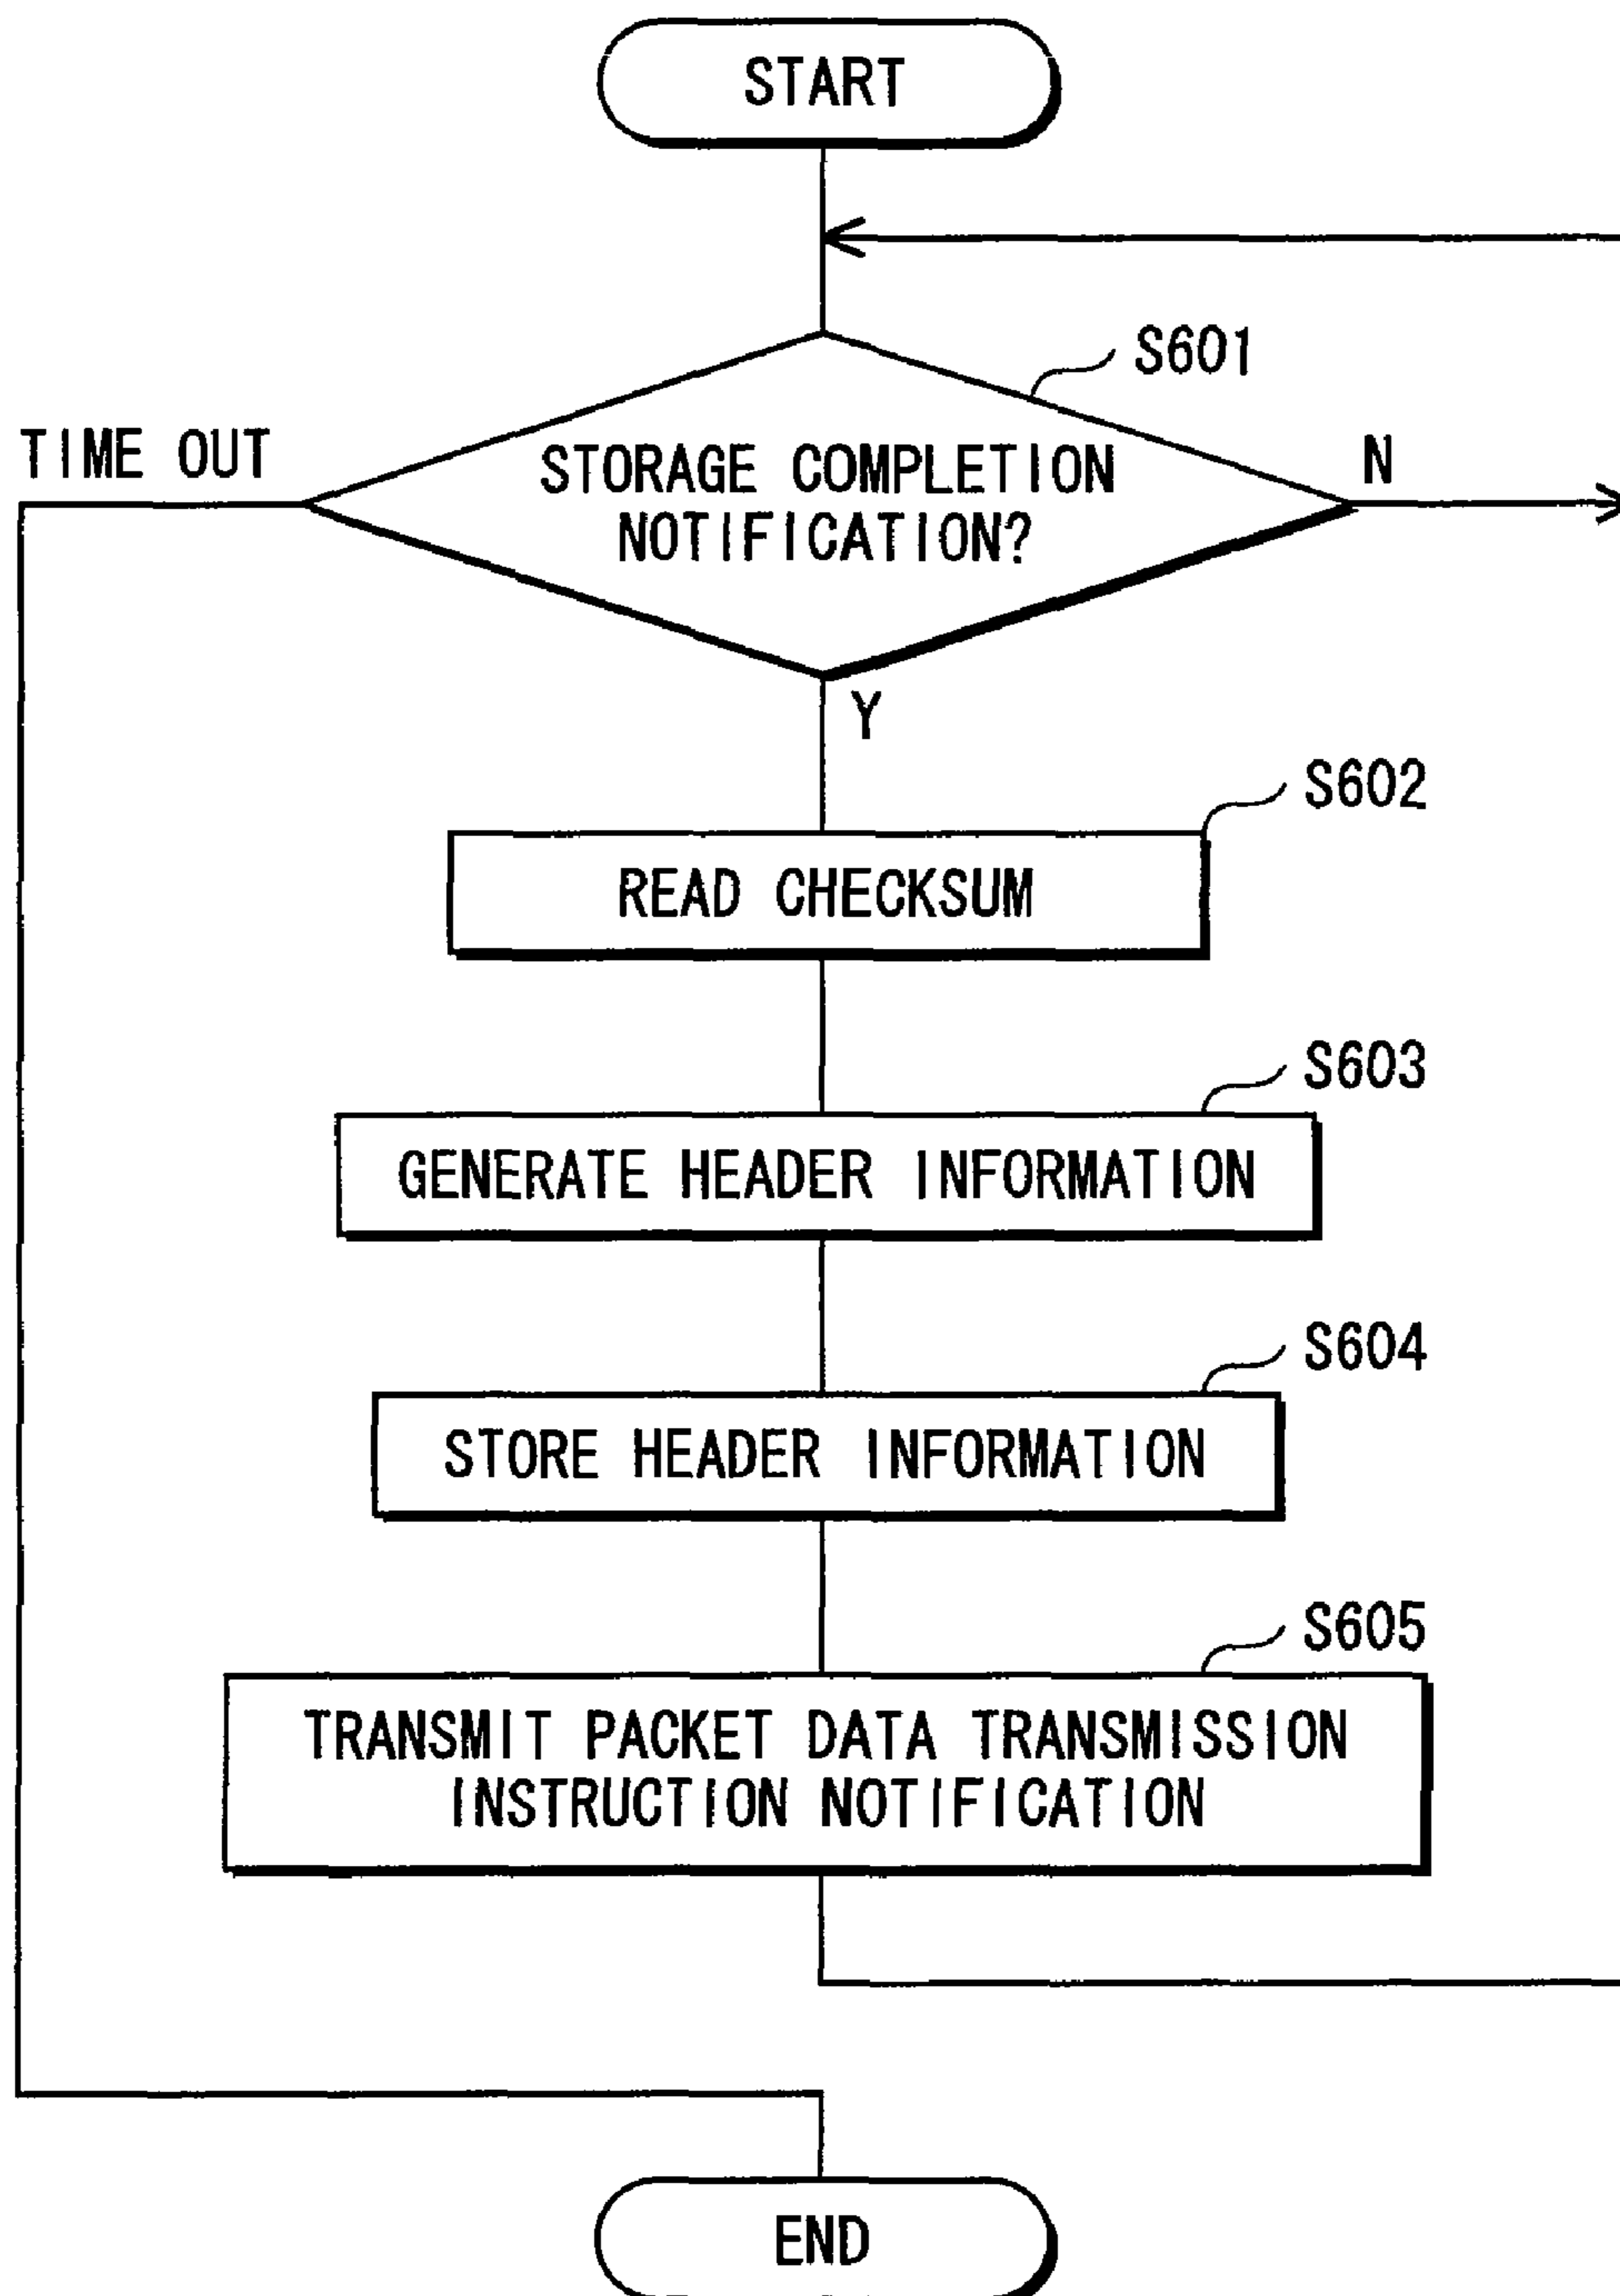 START
S601
TIME OUT
STORAGE COMPLETION
NOTIFICATION?
N
Y
S602
READ CHECKSUM
S603
GENERATE HEADER INFORMATION
S604
STORE HEADER INFORMATION
S605
TRANSMIT PACKET DATA TRANSMISSION
INSTRUCTION NOTIFICATION
END